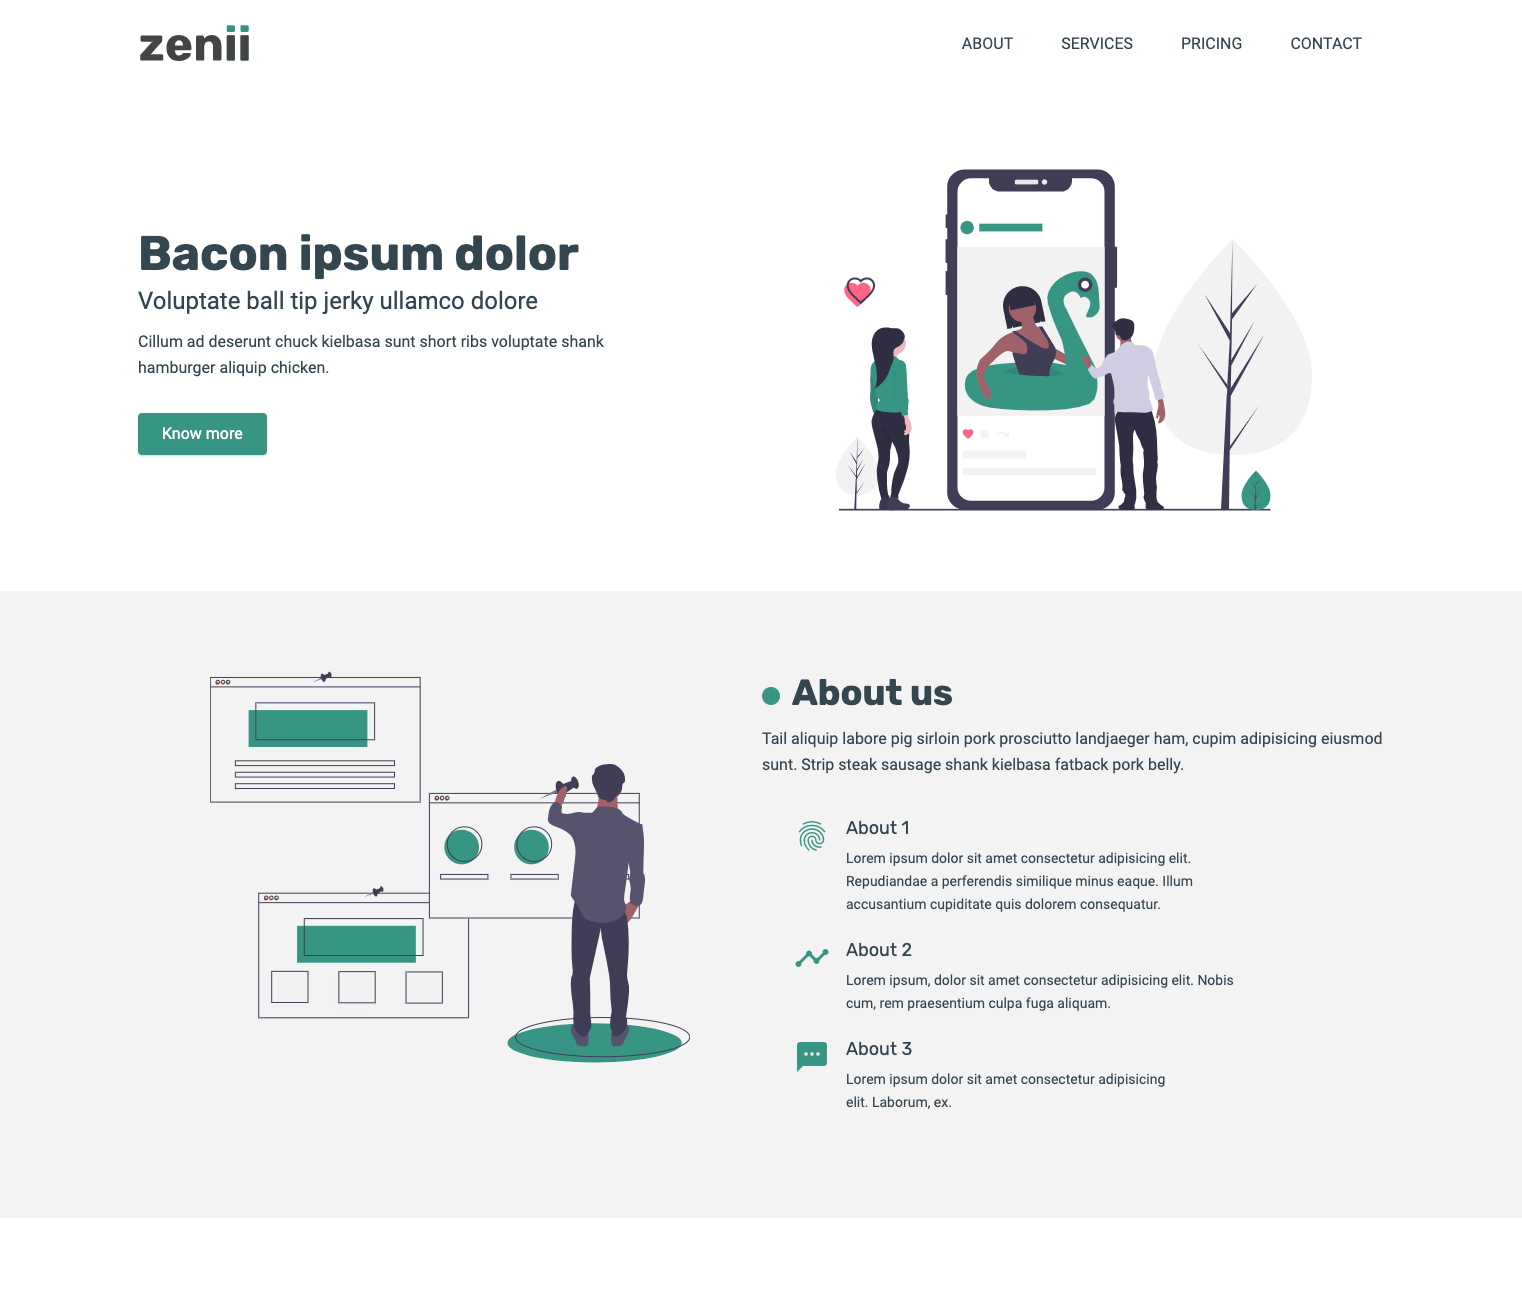 zenii
ABOUT
SERVICES
PRICING
CONTACT
Bacon ipsum dolor
Voluptate ball tip jerky ullamco dolore
Cillum ad deserunt chuck kielbasa sunt short ribs voluptate shank
hamburger aliquip chicken.
Know more
About us
Tail aliquip labore pig sirloin pork prosciutto landjaeger ham, cupim adipisicing eiusmod
sunt. Strip steak sausage shank kielbasa fatback pork belly.
About 1
Lorem ipsum dolor sit amet consectetur adipisicing elit.
Repudiandae a perferendis similique minus eaque. Illum
accusantium cupiditate quis dolorem consequatur.
About 2
Lorem ipsum, dolor sit amet consectetur adipisicing elit. Nobis
cum, rem praesentium culpa fuga aliquam.
About 3
Lorem ipsum dolor sit amet consectetur adipisicing
elit. Laborum, ex.